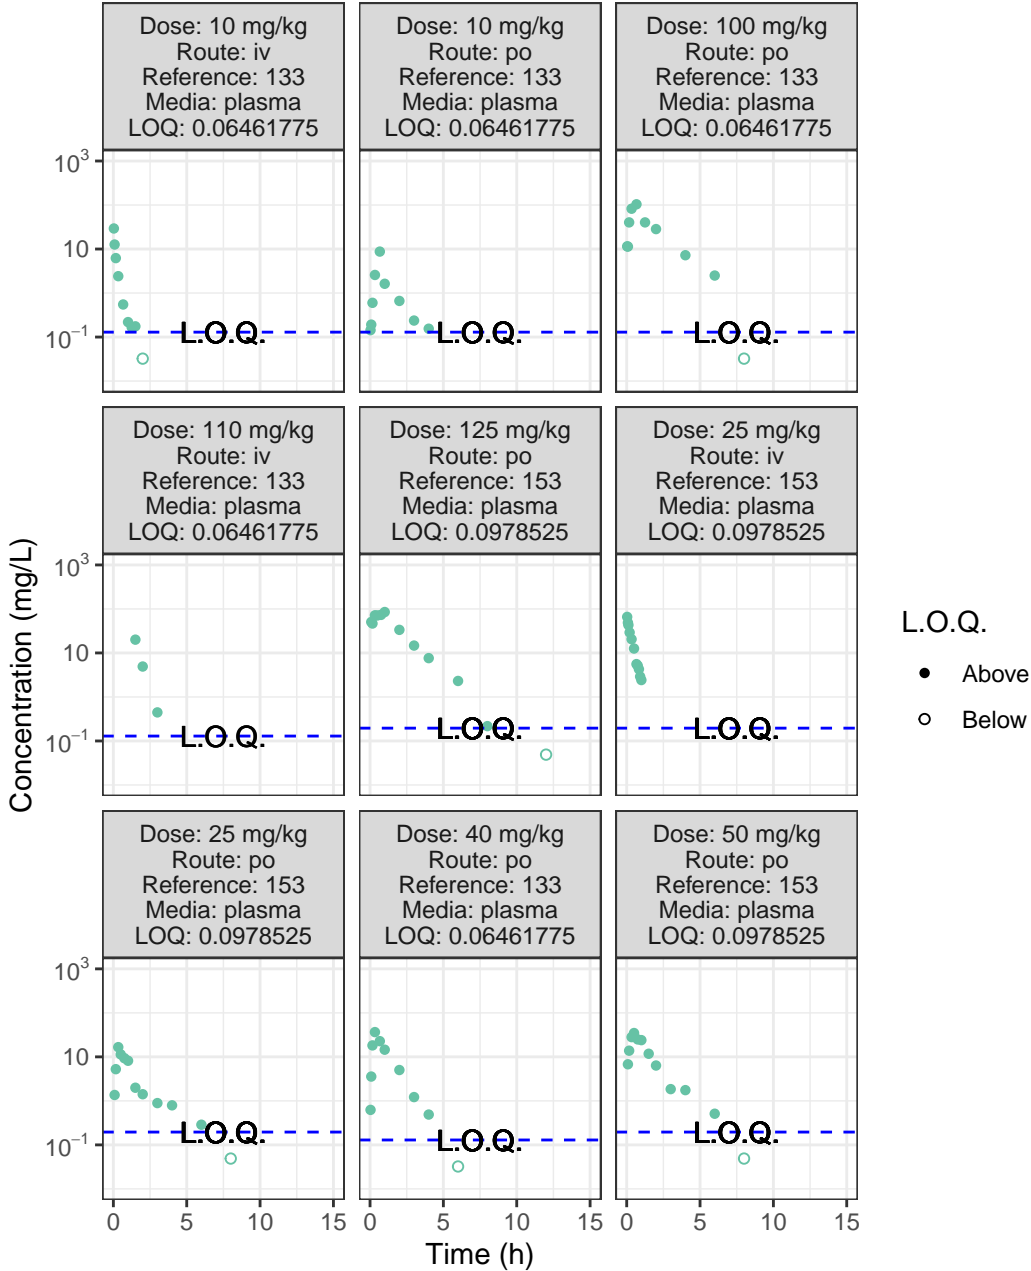 Dose: 10 mg/kg
Route: iv
Reference: 133
Media: plasma
LOQ: 0.06461775
Dose: 10 mg/kg
Route: po
Reference: 133
Media: plasma
LOQ: 0.06461775
Dose: 100 mg/kg
Route: po
Reference: 133
Media: plasma
LOQ: 0.06461775
10³
10
10⁻¹
L.O.Q.
L.O.Q.
L.O.Q.
Dose: 110 mg/kg
Route: iv
Reference: 133
Media: plasma
LOQ: 0.06461775
Dose: 125 mg/kg
Route: po
Reference: 153
Media: plasma
LOQ: 0.0978525
Dose: 25 mg/kg
Route: iv
Reference: 153
Media: plasma
LOQ: 0.0978525
10³
10
10⁻¹
L.O.Q.
L.O.Q.
L.O.Q.
Dose: 25 mg/kg
Route: po
Reference: 153
Media: plasma
LOQ: 0.0978525
Dose: 40 mg/kg
Route: po
Reference: 133
Media: plasma
LOQ: 0.06461775
Dose: 50 mg/kg
Route: po
Reference: 153
Media: plasma
LOQ: 0.0978525
10³
10
10⁻¹
L.O.Q.
L.O.Q.
L.O.Q.
0 5 10 15
0 5 10 15
0 5 10 15
Time (h)
Concentration (mg/L)
L.O.Q.
Above
Below